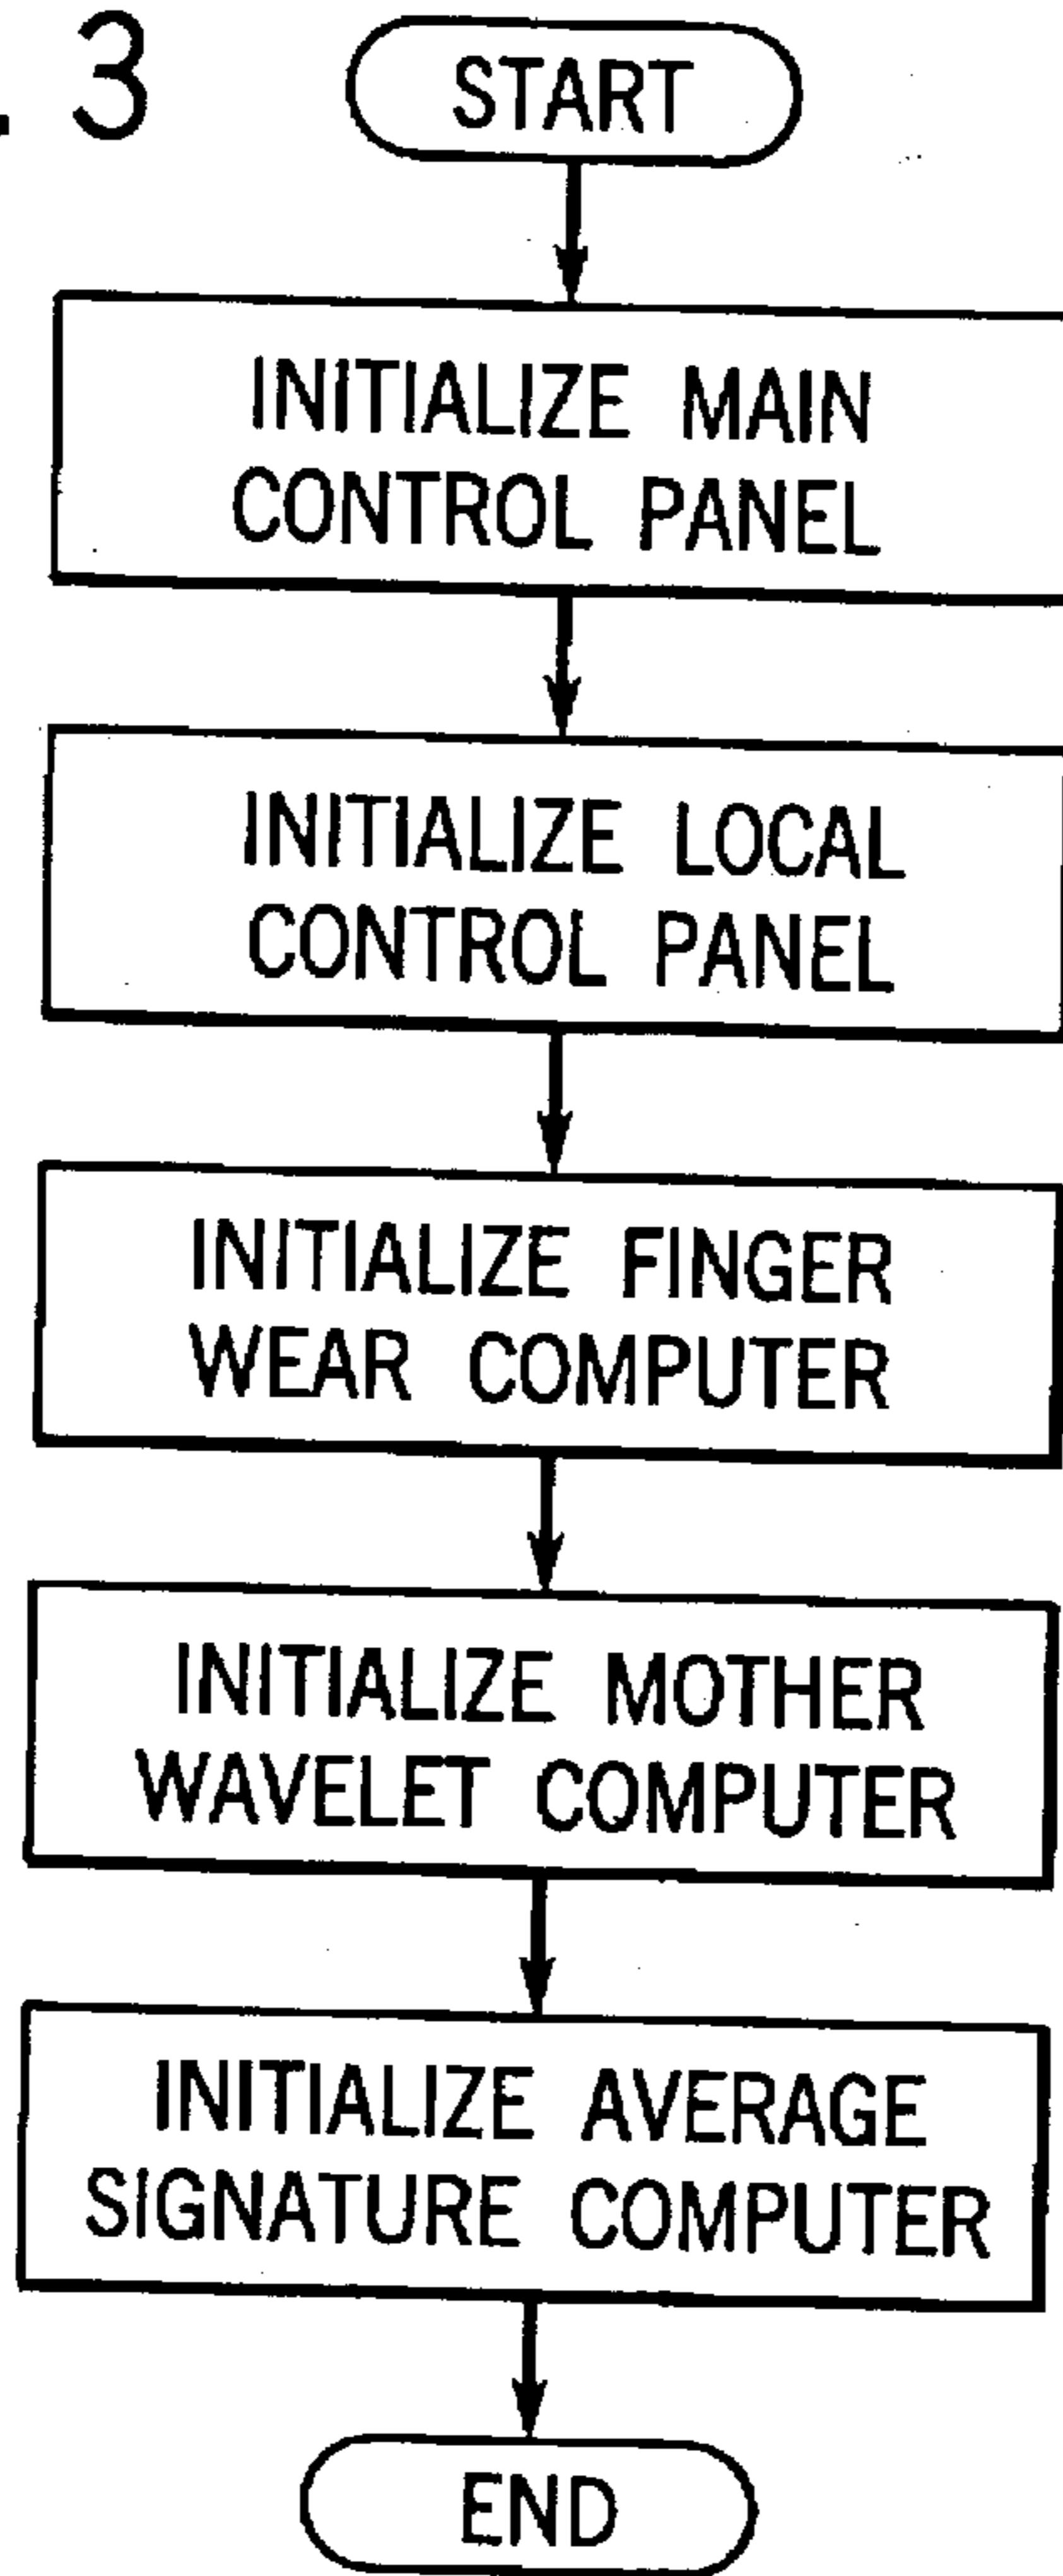 . 3
START
INITIALIZE MAIN
CONTROL PANEL
INITIALIZE LOCAL
CONTROL PANEL
INITIALIZE FINGER
WEAR COMPUTER
INITIALIZE MOTHER
WAVELET COMPUTER
INITIALIZE AVERAGE
SIGNATURE COMPUTER
END